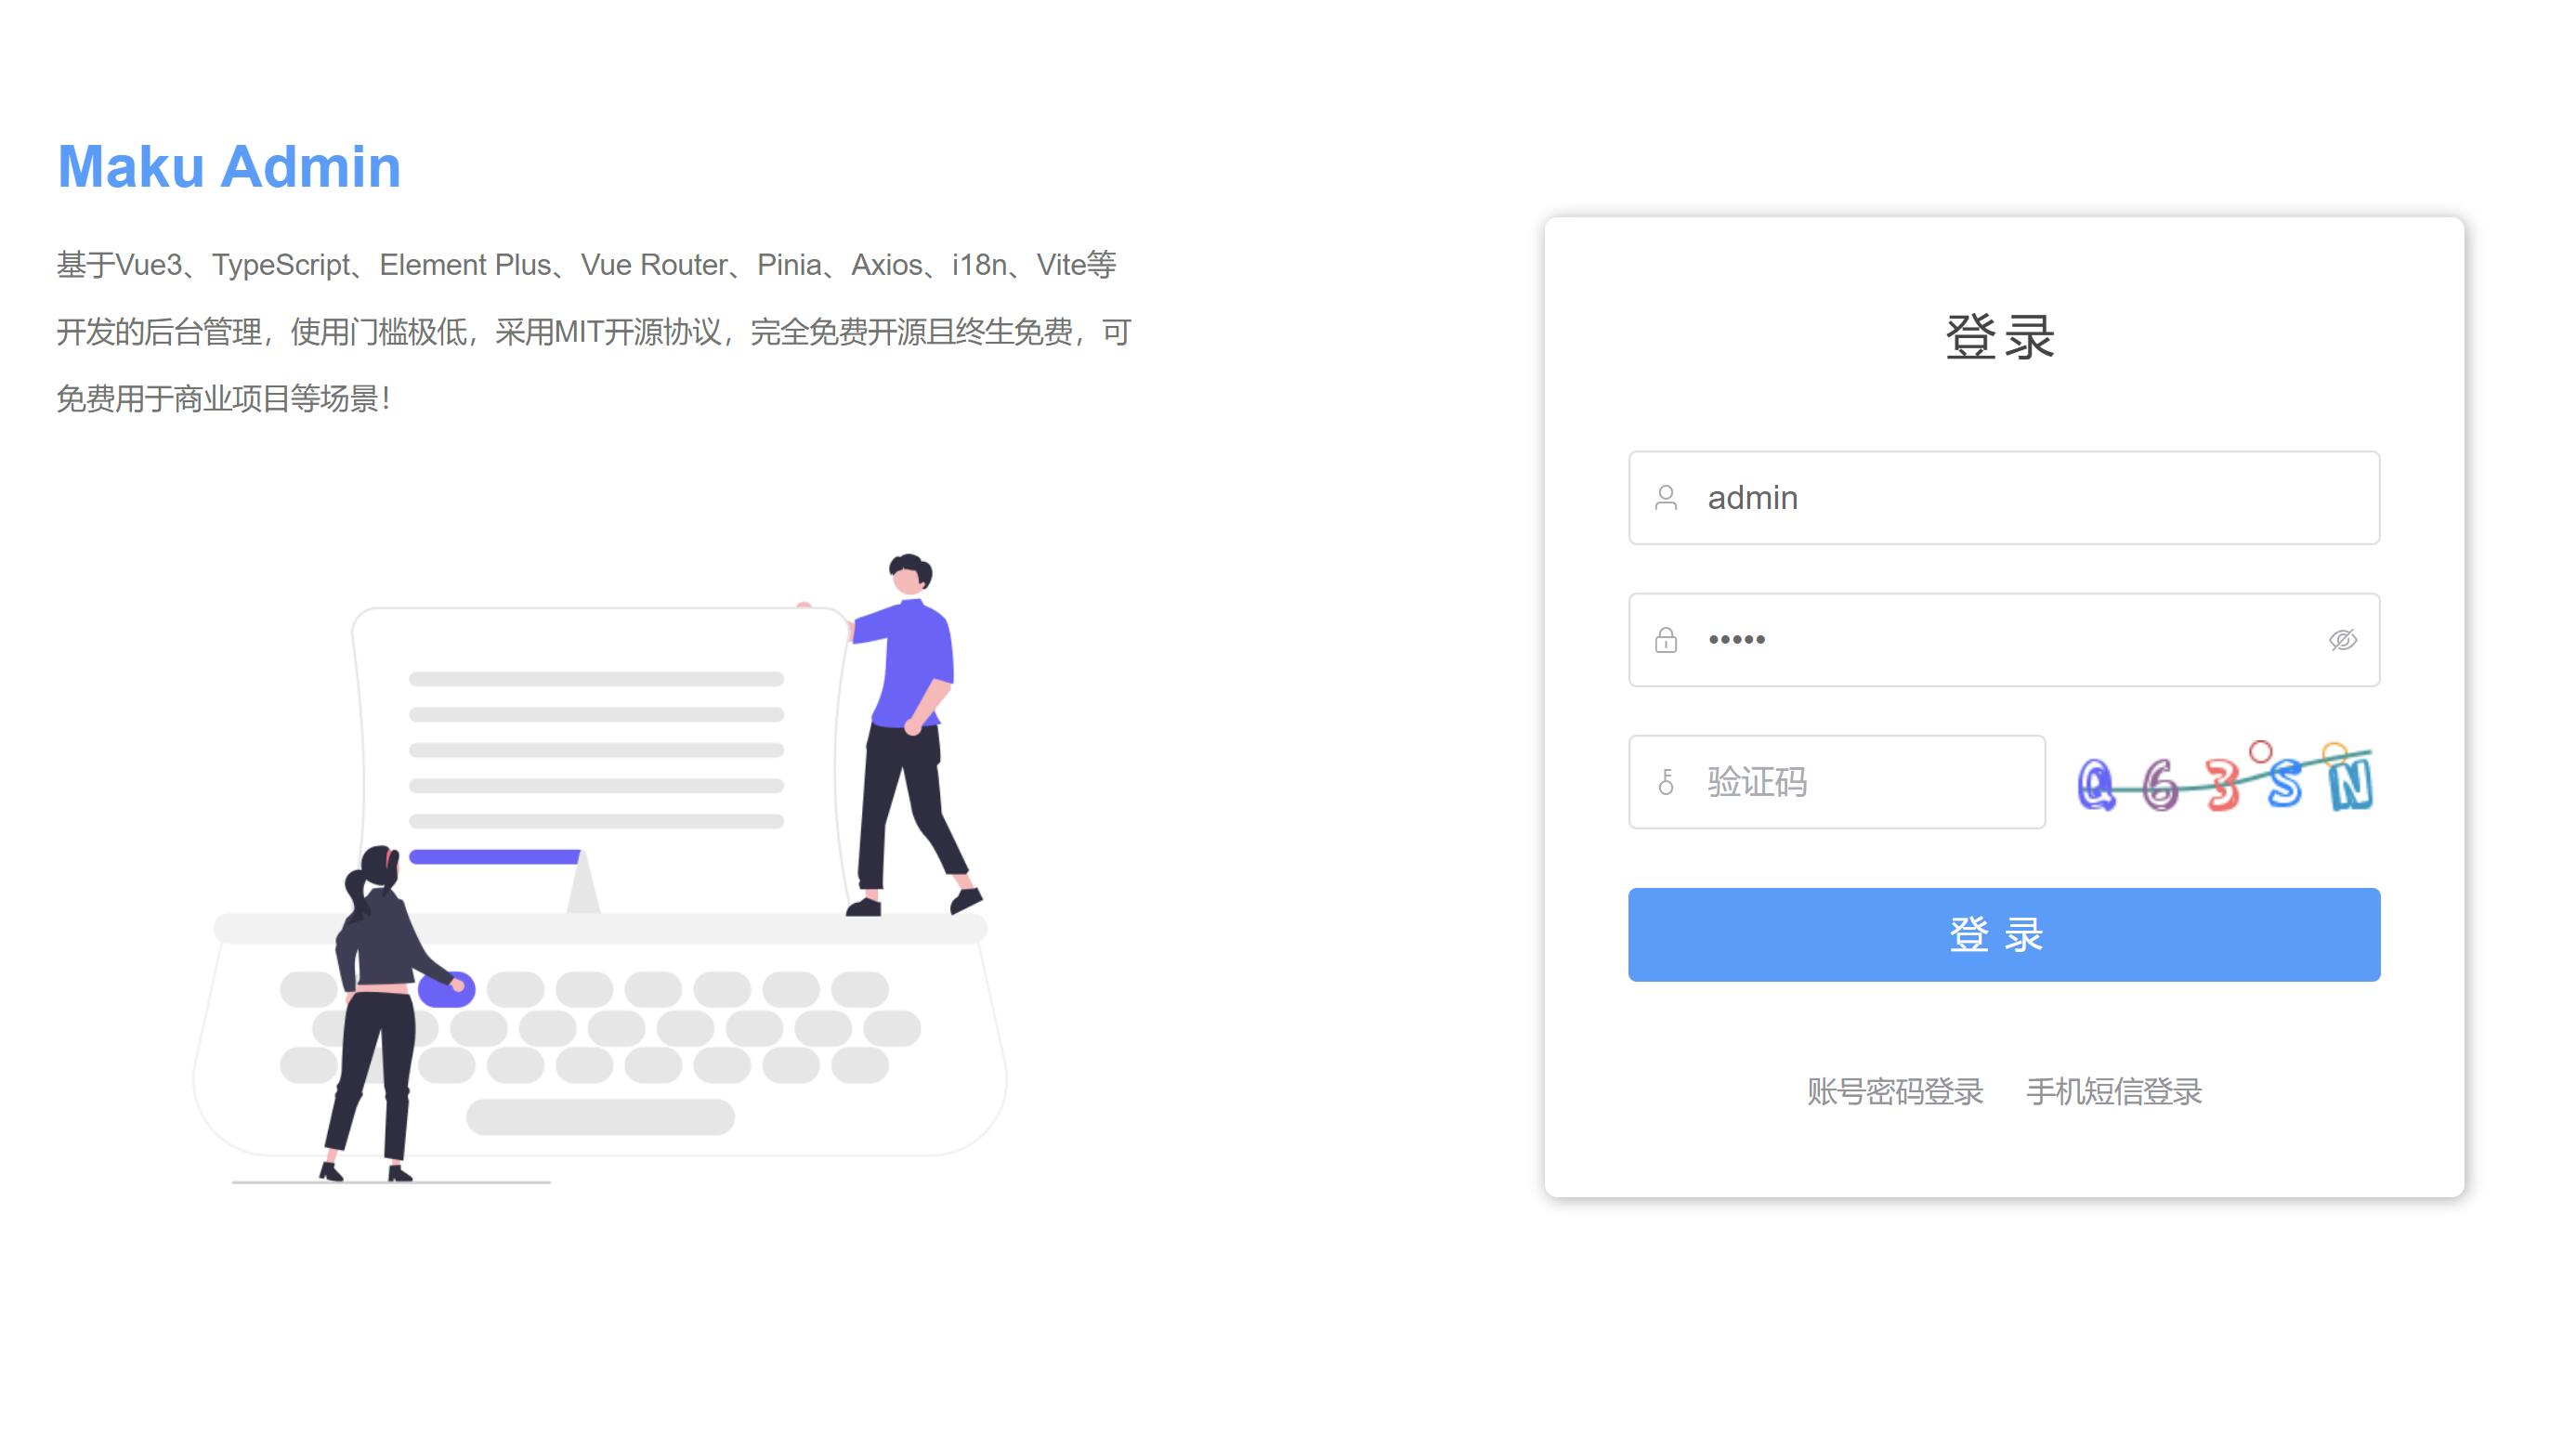 Maku Admin
基于Vue3、TypeScript、Element Plus、Vue Router、Pinia、Axios、i18n、Vite等
开发的后台管理，使用门槛极低，采用MIT开源协议，完全免费开源且终生免费，可
免费用于商业项目等场景！
登录
admin
•••••
验证码
Q63SN
登 录
账号密码登录 手机短信登录